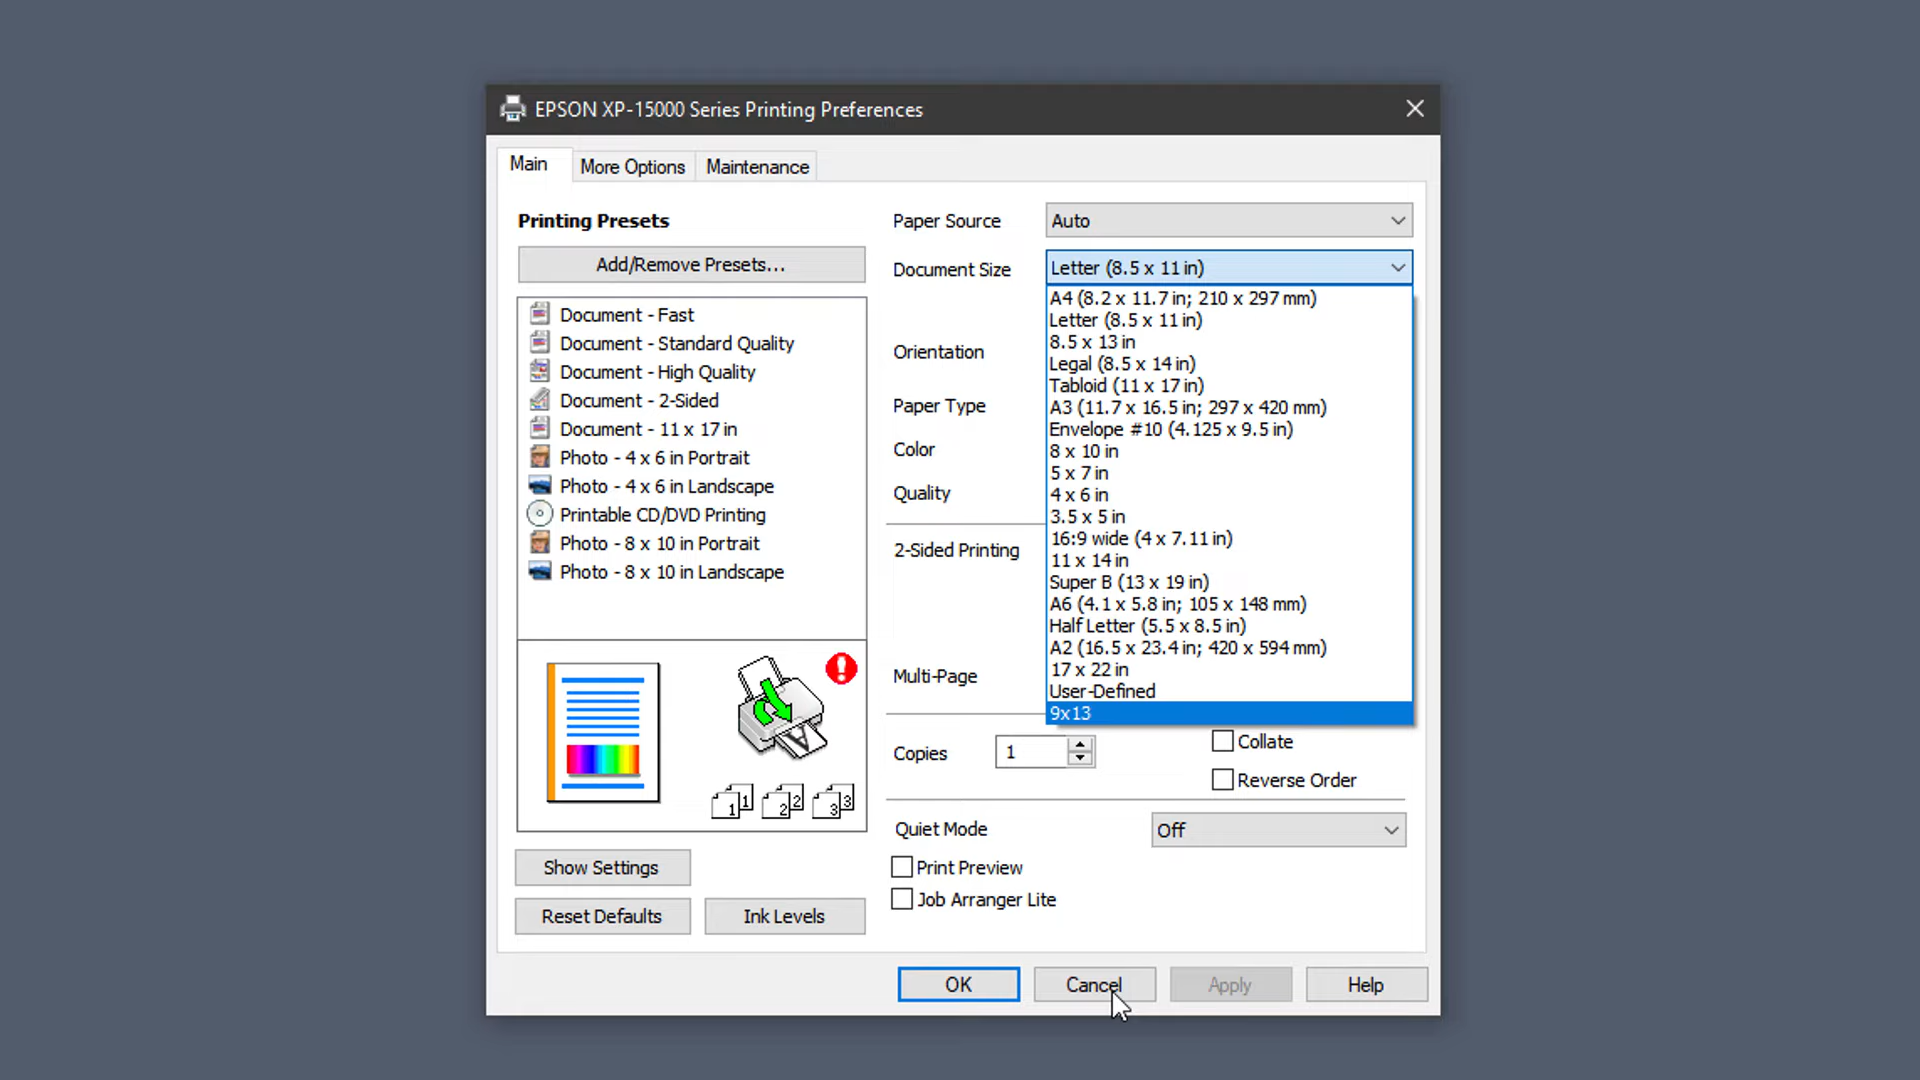 EPSON XP-15000 Series Printing Preferences
Main
More Options
Maintenance
Printing Presets
Add/Remove Presets...
Document - Fast
Document - Standard Quality
Document - High Quality
Document - 2-Sided
Document - 11 x 17 in
Photo - 4 x 6 in Portrait
Photo - 4 x 6 in Landscape
Printable CD/DVD Printing
Photo - 8 x 10 in Portrait
Photo - 8 x 10 in Landscape
A
1 1
2 2
3 3
Show Settings
Reset Defaults
Ink Levels
Paper Source
Auto
Document Size
Letter (8.5 x 11 in)
A4 (8.2 x 11.7 in; 210 x 297 mm)
Letter (8.5 x 11 in)
8.5 x 13 in
Legal (8.5 x 14 in)
Tabloid (11 x 17 in)
A3 (11.7 x 16.5 in; 297 x 420 mm)
Envelope #10 (4.125 x 9.5 in)
8 x 10 in
5 x 7 in
4 x 6 in
3.5 x 5 in
16:9 wide (4 x 7.11 in)
11 x 14 in
Super B (13 x 19 in)
A6 (4.1 x 5.8 in; 105 x 148 mm)
Half Letter (5.5 x 8.5 in)
A2 (16.5 x 23.4 in; 420 x 594 mm)
17 x 22 in
User-Defined
9x13
Orientation
Paper Type
Color
Quality
2-Sided Printing
Multi-Page
Copies
1
Collate
Reverse Order
Quiet Mode
Off
Print Preview
Job Arranger Lite
OK
Cancel
Apply
Help